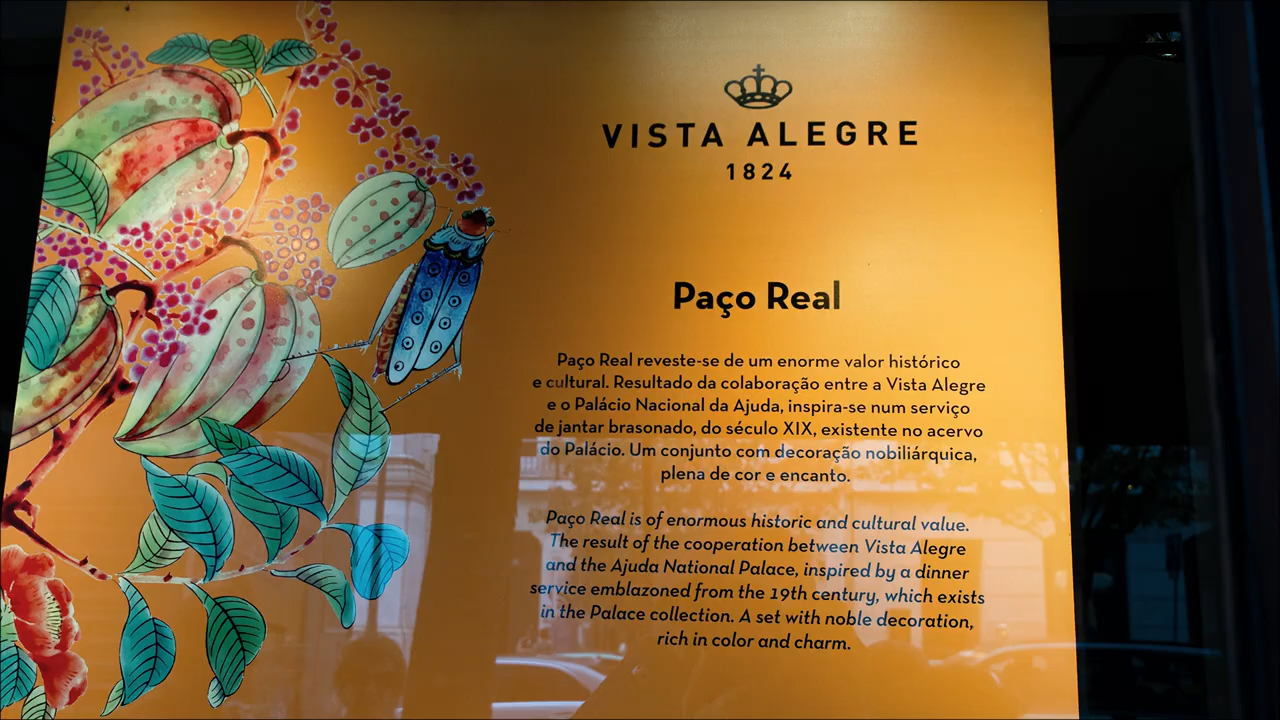 VISTA ALEGRE
1824
Paço Real
Paço Real reveste-se de um enorme valor histórico
e cultural. Resultado da colaboração entre a Vista Alegre
e o Palácio Nacional da Ajuda, inspira-se num serviço
de jantar brasonado, do século XIX, existente no acervo
do Palácio. Um conjunto com decoração nobiliárquica,
plena de cor e encanto.
Paço Real is of enormous historic and cultural value.
The result of the cooperation between Vista Alegre
and the Ajuda National Palace, inspired by a dinner
service emblazoned from the 19th century, which exists
in the Palace collection. A set with noble decoration,
rich in color and charm.